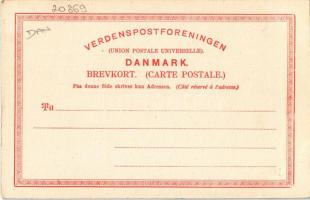 20869
VERDENSPOSTFORENINGEN
(UNION POSTALE UNIVERSELLE).
DANMARK.
BREVKORT. (CARTE POSTALE.)
Paa denne Side skrives kun Adressen. (Côté réservé à l'adresse.)
Til